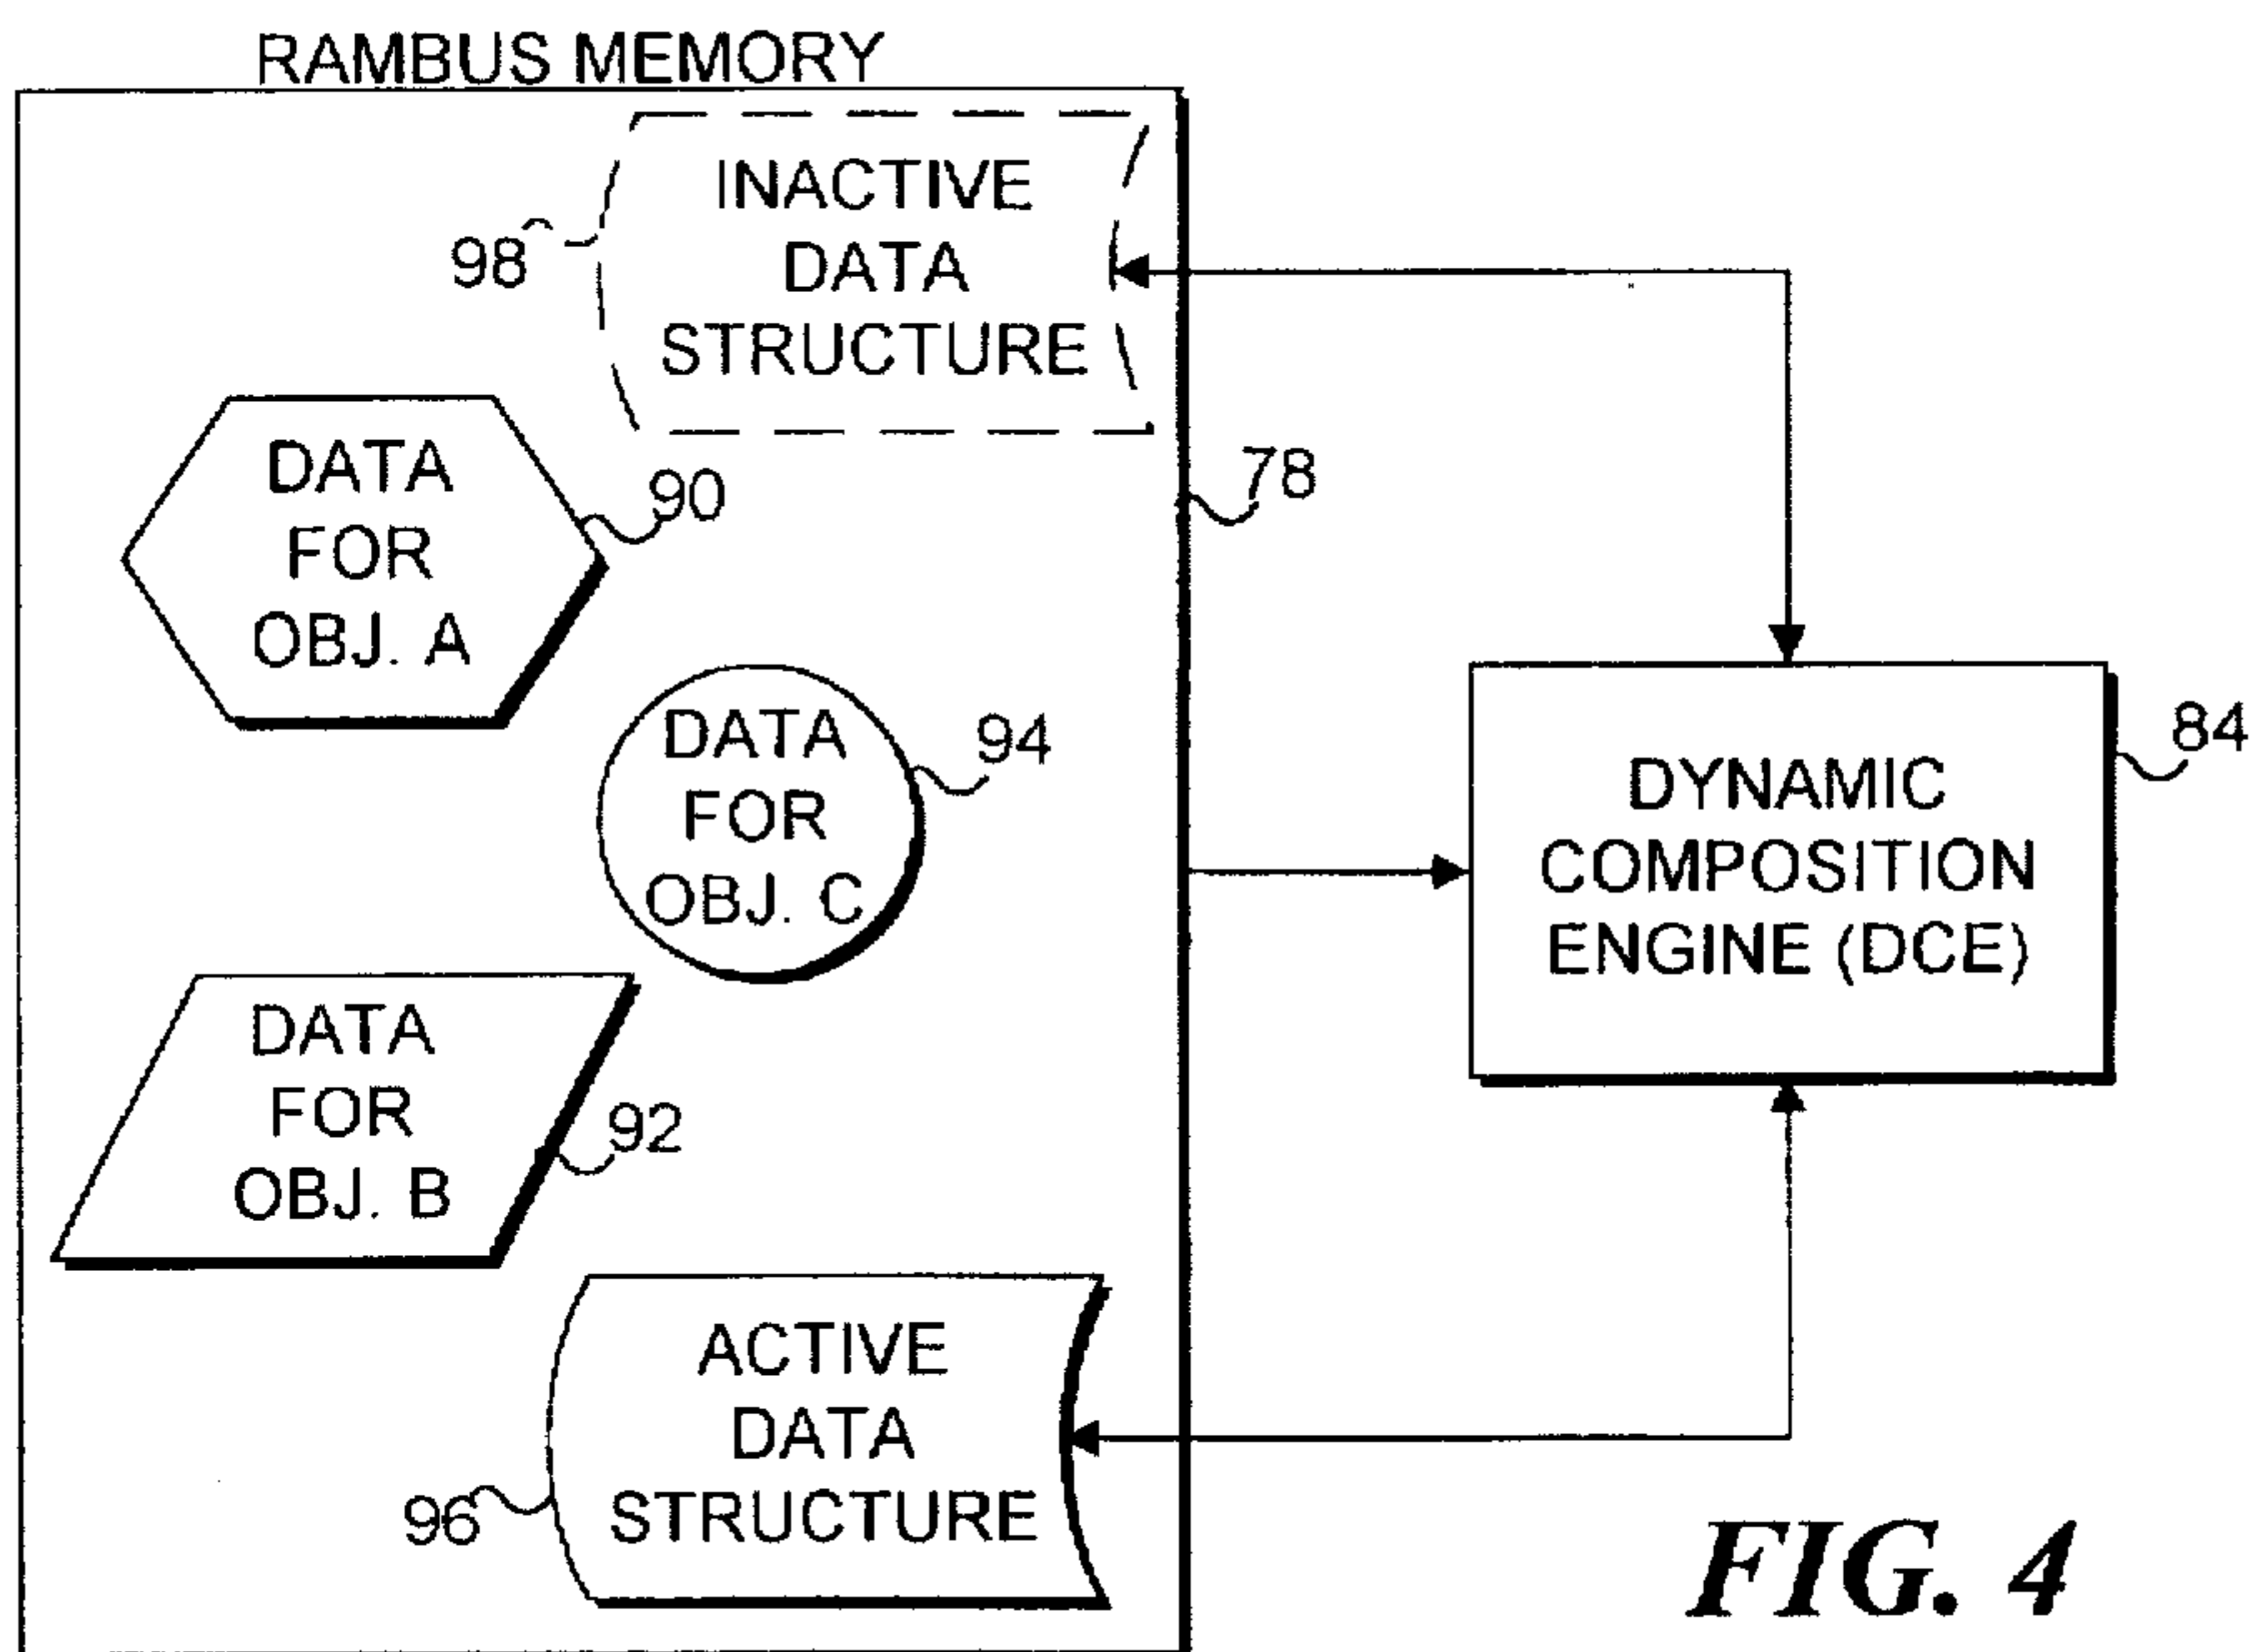 RAMBUS MEMORY
INACTIVE
DATA
STRUCTURE
98
DATA
FOR
OBJ. A
90
78
DATA
FOR
OBJ. C
94
DYNAMIC
COMPOSITION
ENGINE (DCE)
84
DATA
FOR
OBJ. B
92
ACTIVE
DATA
STRUCTURE
96
FIG. 4